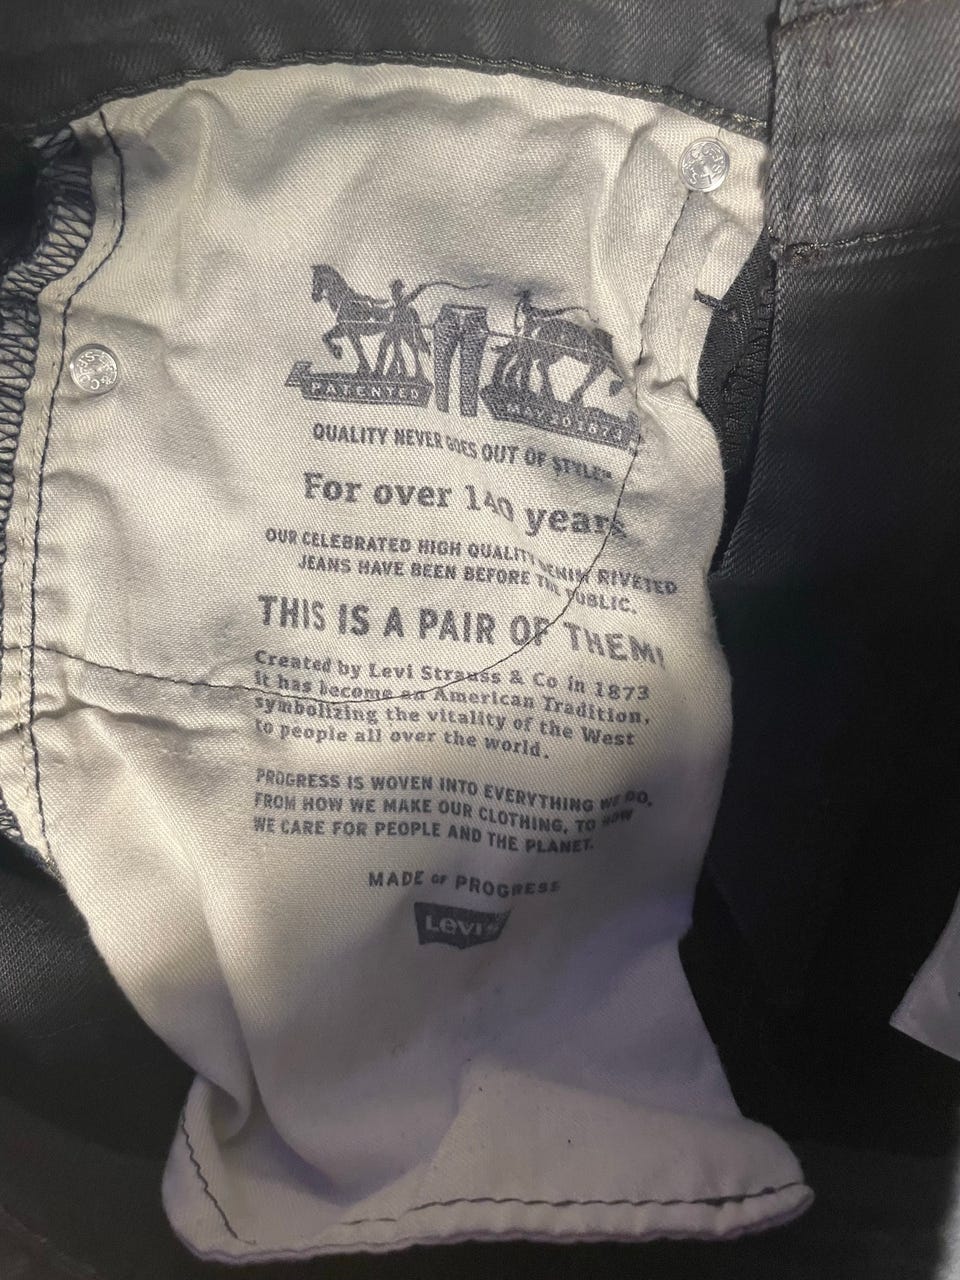 PATENTED
MAY 20 1873
QUALITY NEVER GOES OUT OF STYLE™
For over 140 years
OUR CELEBRATED HIGH QUALITY DENIM RIVETED
JEANS HAVE BEEN BEFORE THE PUBLIC.
THIS IS A PAIR OF THEM!
Created by Levi Strauss & Co in 1873
it has become an American Tradition,
symbolizing the vitality of the West
to people all over the world.
PROGRESS IS WOVEN INTO EVERYTHING WE DO,
FROM HOW WE MAKE OUR CLOTHING, TO HOW
WE CARE FOR PEOPLE AND THE PLANET.
MADE OF PROGRESS
Levi's